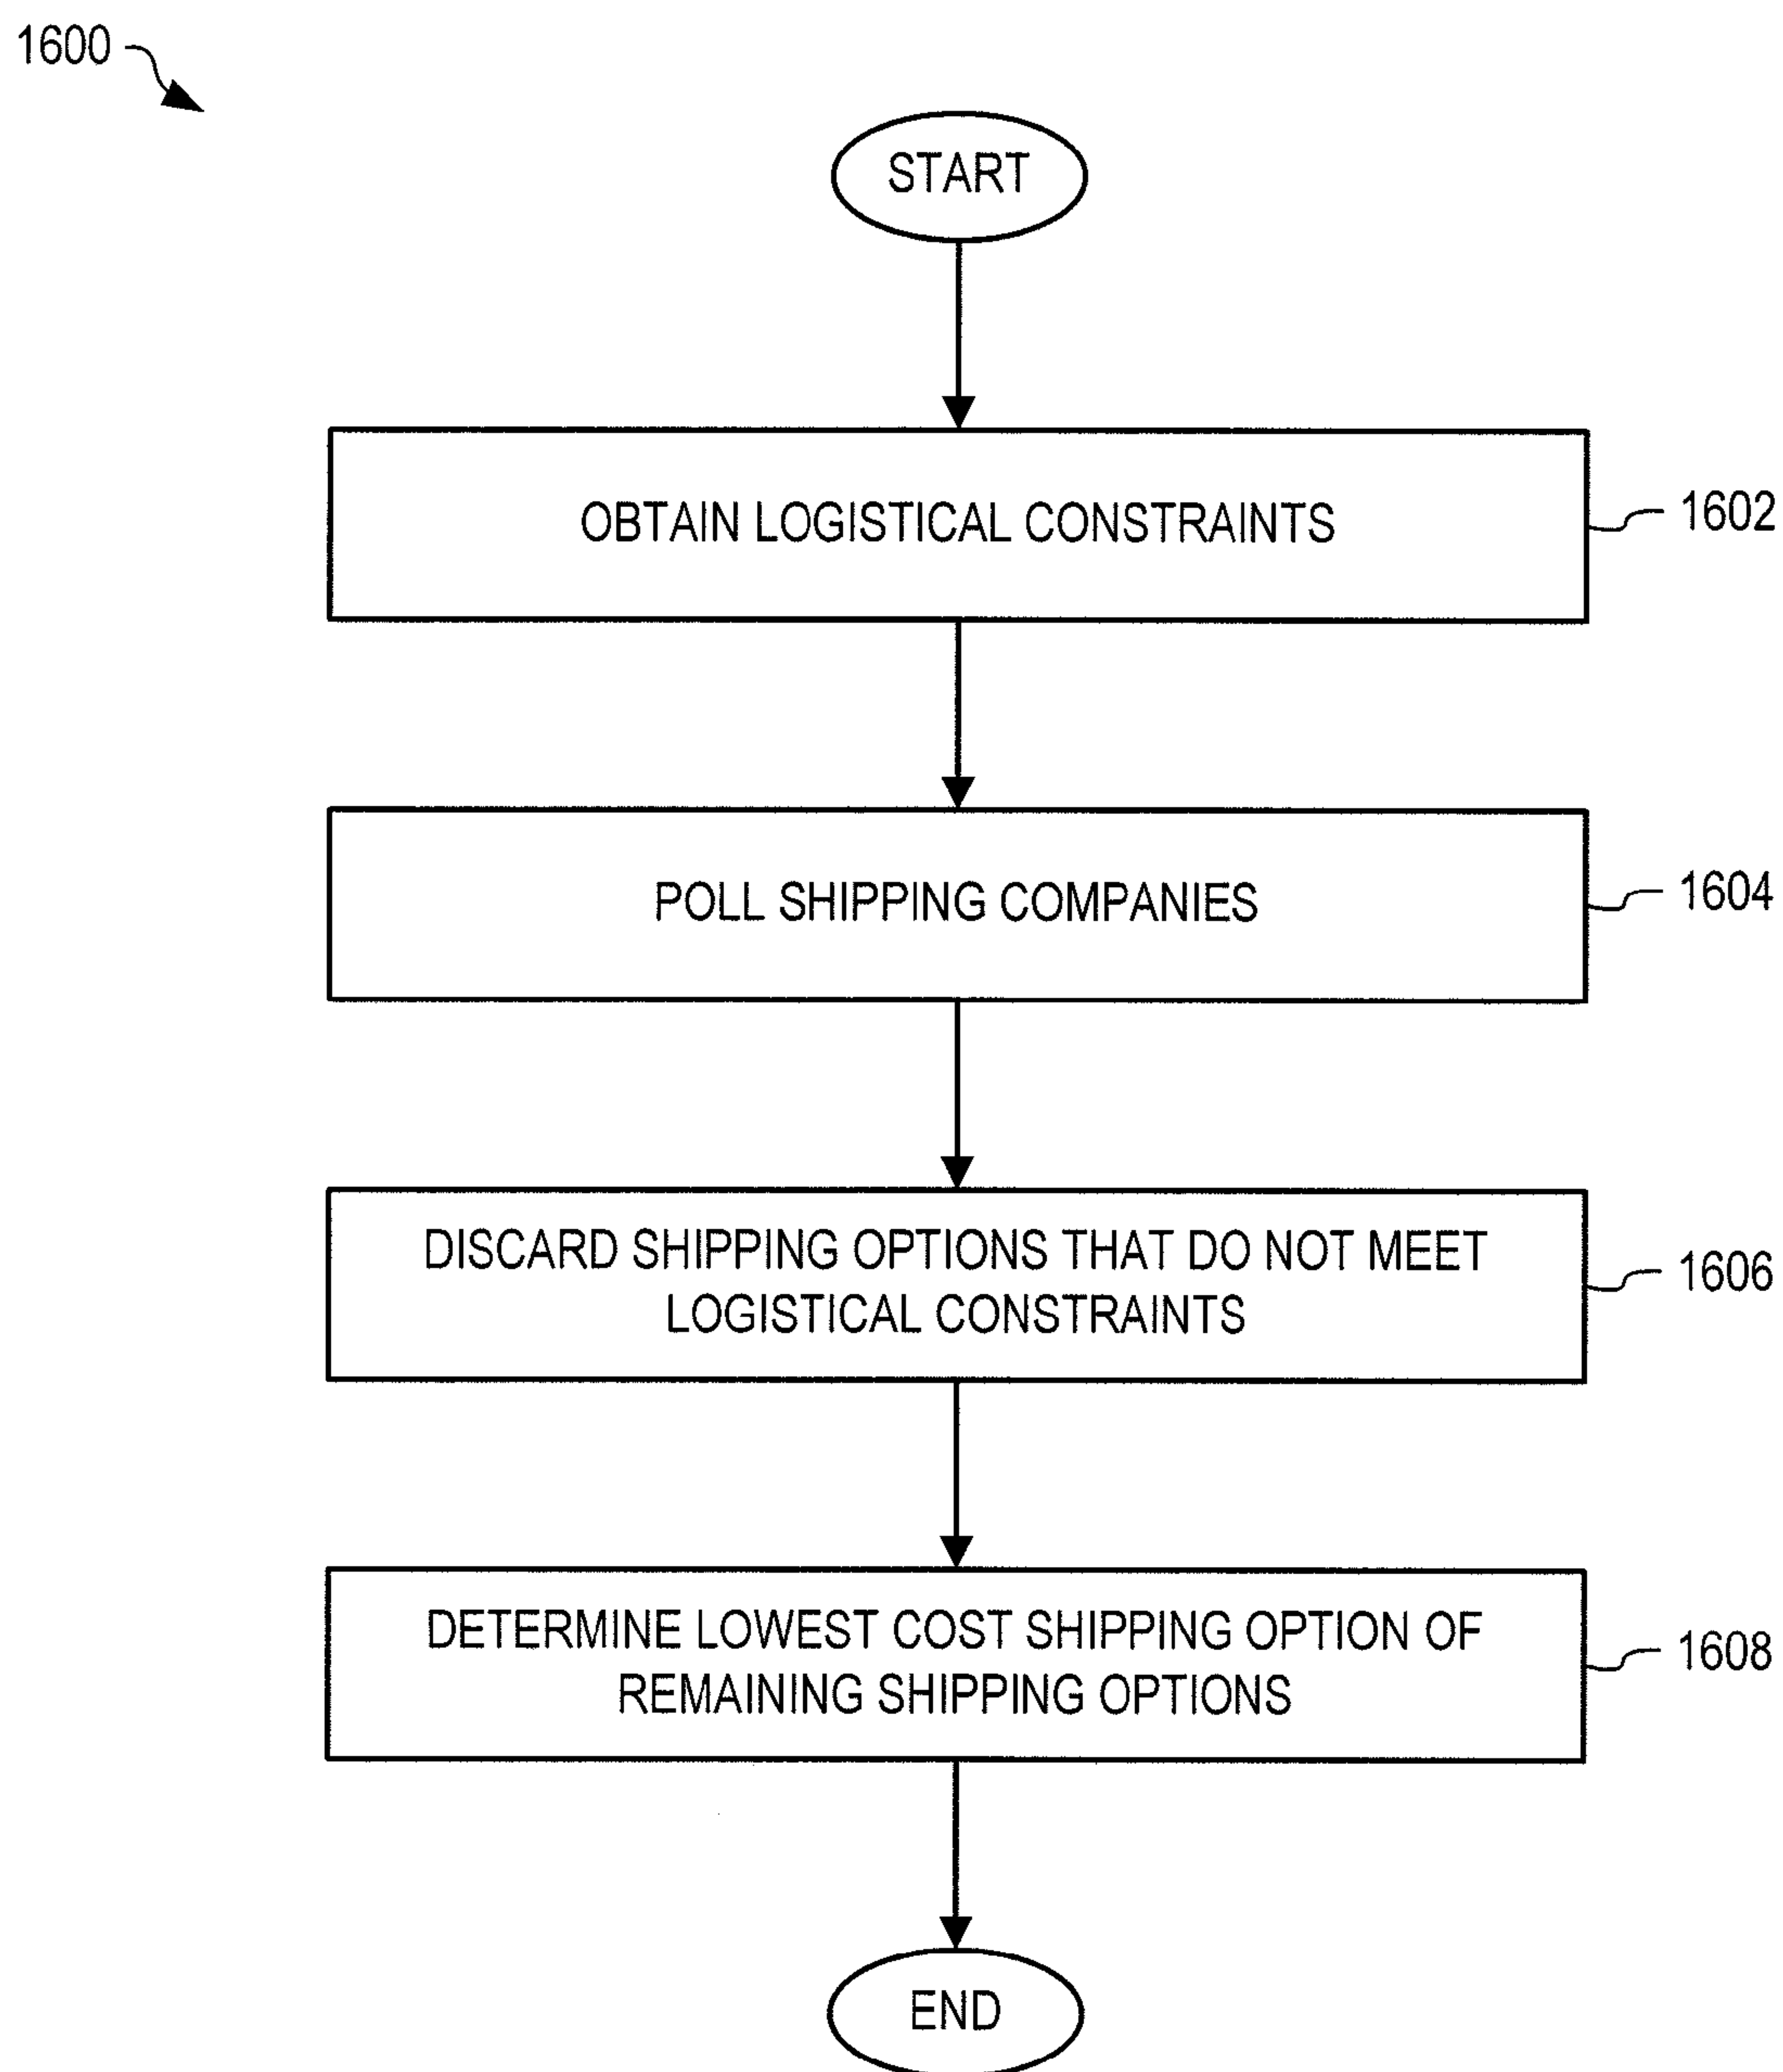 1600
START
OBTAIN LOGISTICAL CONSTRAINTS
1602
POLL SHIPPING COMPANIES
1604
DISCARD SHIPPING OPTIONS THAT DO NOT MEET
LOGISTICAL CONSTRAINTS
1606
DETERMINE LOWEST COST SHIPPING OPTION OF
REMAINING SHIPPING OPTIONS
1608
END